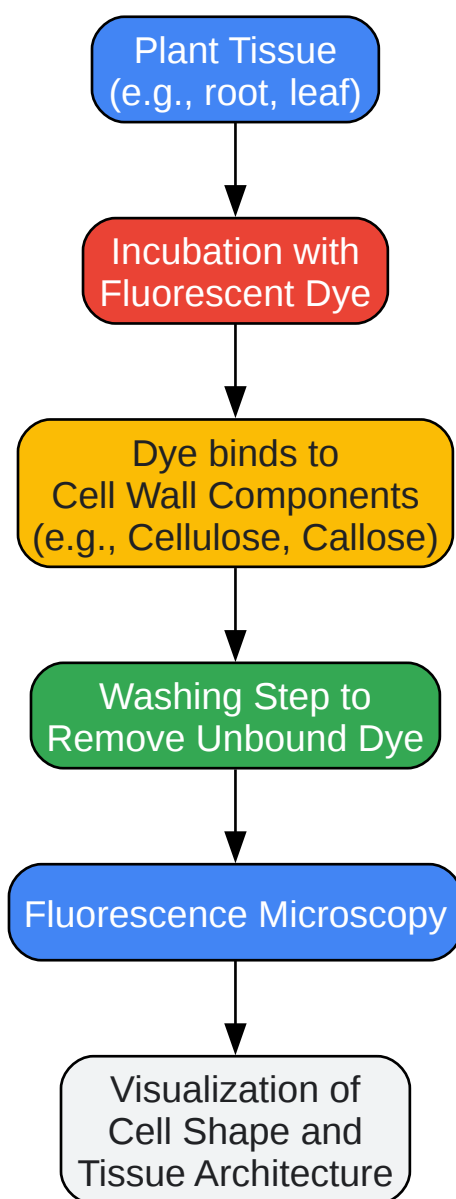 Plant Tissue
(e.g., root, leaf)
Incubation with
Fluorescent Dye
Dye binds to
Cell Wall Components
(e.g., Cellulose, Callose)
Washing Step to
Remove Unbound Dye
Fluorescence Microscopy
Visualization of
Cell Shape and
Tissue Architecture